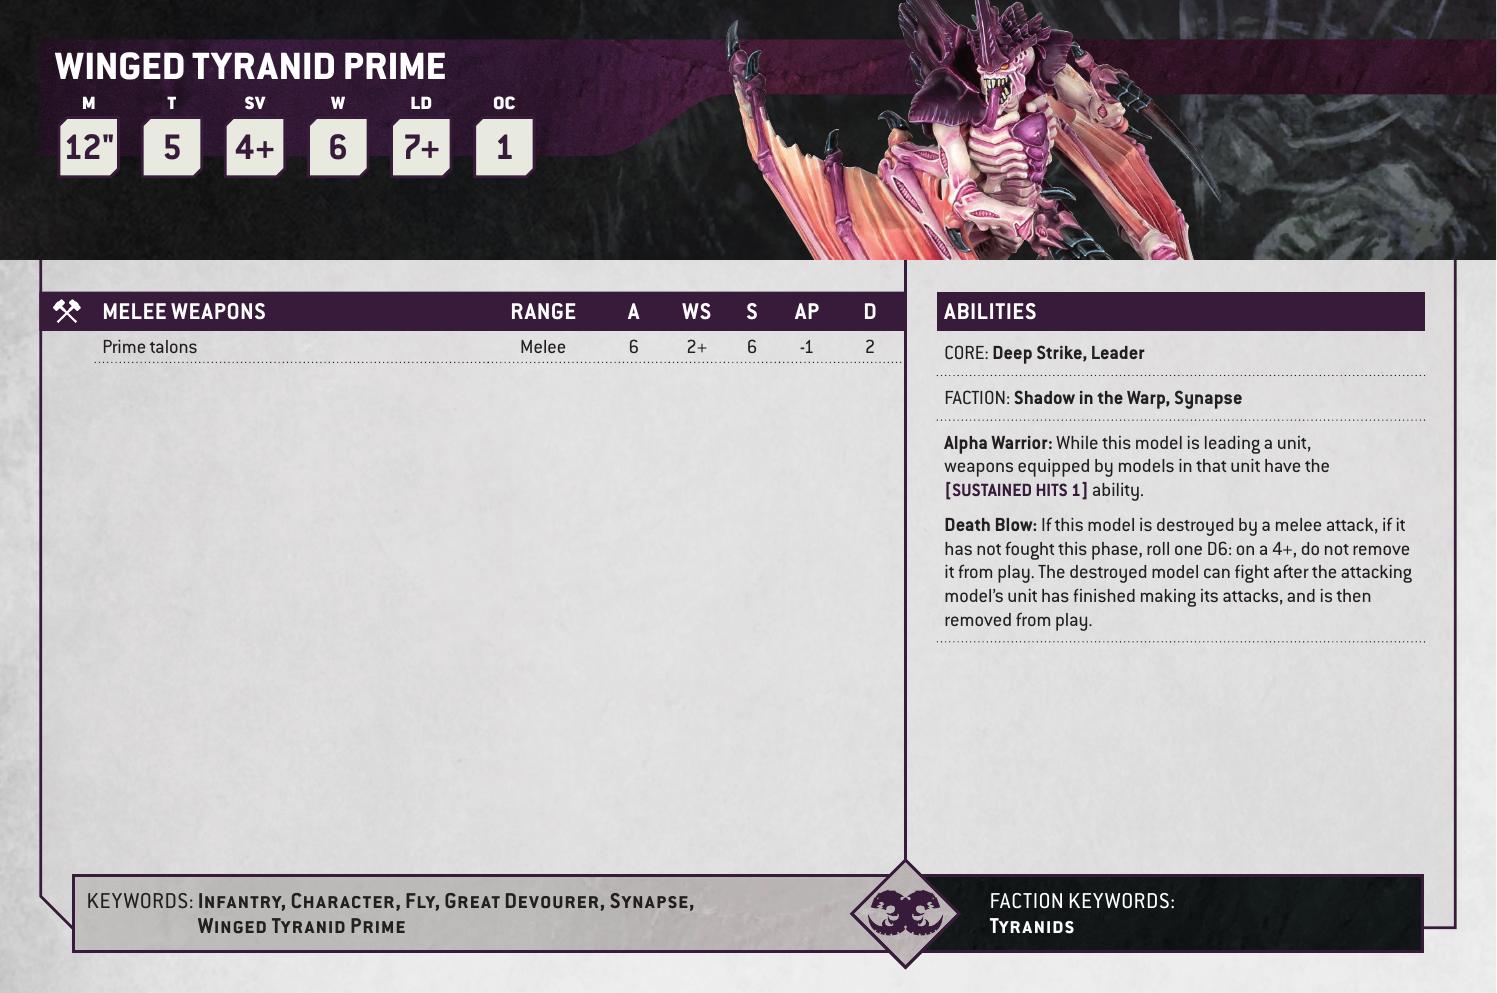 WINGED TYRANID PRIME
M T SV W LD OC
12" 5 4+ 6 7+ 1
MELEE WEAPONS RANGE A WS S AP D
Prime talons Melee 6 2+ 6 -1 2
ABILITIES
CORE: Deep Strike, Leader
FACTION: Shadow in the Warp, Synapse
Alpha Warrior: While this model is leading a unit,
weapons equipped by models in that unit have the
[SUSTAINED HITS 1] ability.
Death Blow: If this model is destroyed by a melee attack, if it
has not fought this phase, roll one D6: on a 4+, do not remove
it from play. The destroyed model can fight after the attacking
model's unit has finished making its attacks, and is then
removed from play.
KEYWORDS: Infantry, Character, Fly, Great Devourer, Synapse,
Winged Tyranid Prime
FACTION KEYWORDS:
Tyranids